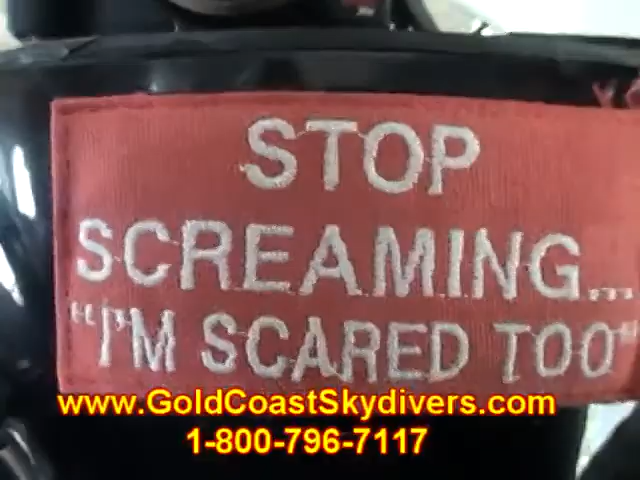 STOP
SCREAMING...
"I'M SCARED TOO"
www.GoldCoastSkydivers.com
1-800-796-7117